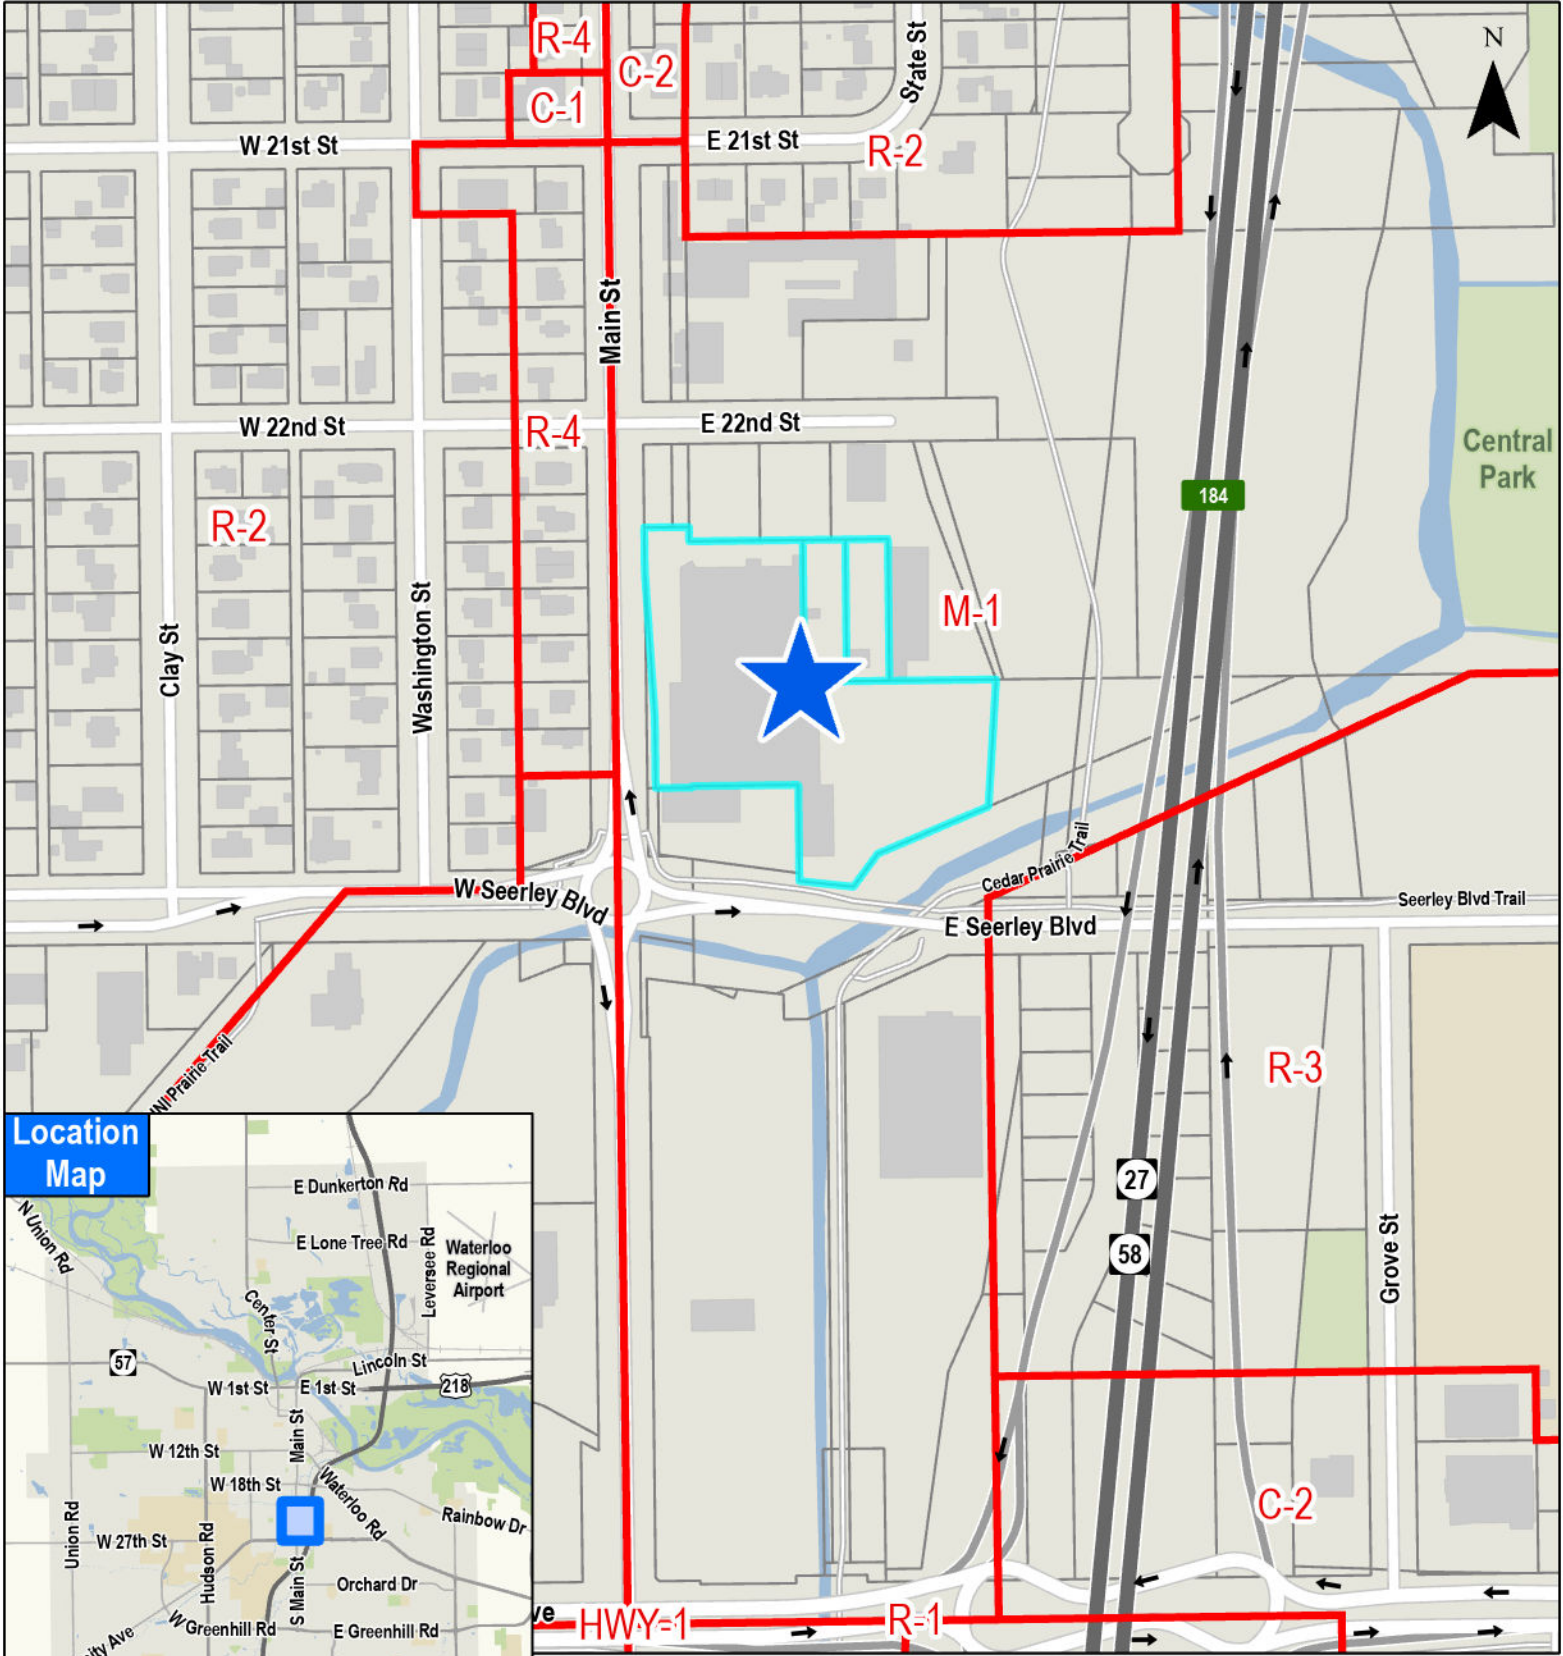 R-4
C-2
State St
N
C-1
W 21st St
E 21st St
R-2
Main St
W 22nd St
R-4
E 22nd St
Central
Park
184
R-2
M-1
Washington St
Clay St
Cedar Prairie Trail
W Seerley Blvd
E Seerley Blvd
Seerley Blvd Trail
Prairie Trail
R-3
27
58
Grove St
C-2
HWY-1
R-1
Location
Map
N Union Rd
E Dunkerton Rd
E Lone Tree Rd
Leversee Rd
Waterloo
Regional
Airport
Center St
57
Lincoln St
W 1st St
E 1st St
218
Main St
W 12th St
W 18th St
Waterloo Rd
Rainbow Dr
Union Rd
W 27th St
Hudson Rd
S Main St
Orchard Dr
W Greenhill Rd
E Greenhill Rd
Ave